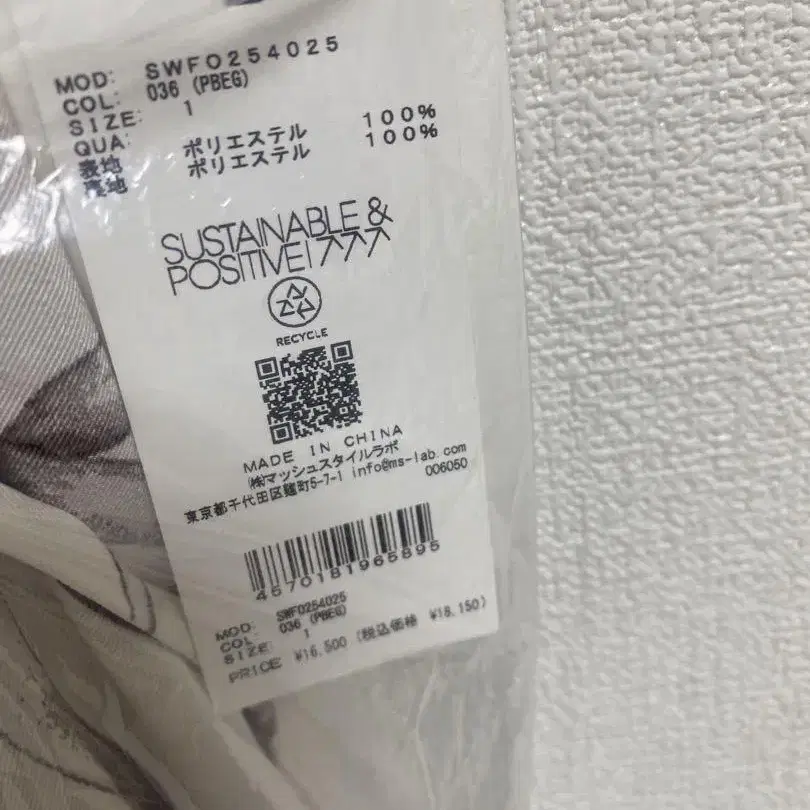 MOD: SWFO254025
COL: 036 (PBEG)
SIZE: 1
QUA:
表地 ポリエステル 100%
裏地 ポリエステル 100%
SUSTAINABLE &
POSITIVE! ↗↗↗
RECYCLE
MADE IN CHINA
㈱マッシュスタイルラボ info@ms-lab.com
東京都千代田区麹町5-7-1 006050
4570181965895
MOD: SWFO254025
COL: 036 (PBEG)
SIZE: 1
PRICE ¥16,500 (税込価格 ¥18,150)